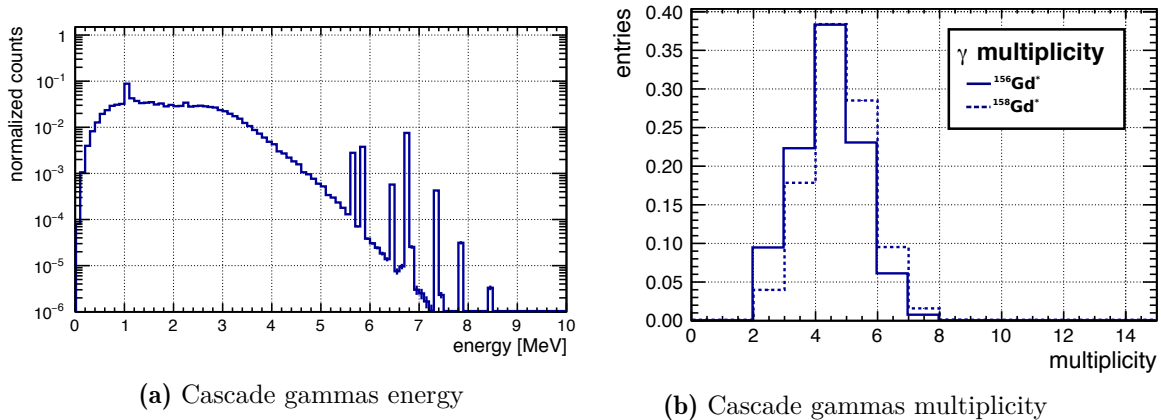 normalized counts
1
10⁻¹
10⁻²
10⁻³
10⁻⁴
10⁻⁵
10⁻⁶
0 1 2 3 4 5 6 7 8 9 10
energy [MeV]
(a) Cascade gammas energy
entries
0.40
0.35
0.30
0.25
0.20
0.15
0.10
0.05
0.00
γ multiplicity
¹⁵⁶Gd*
¹⁵⁸Gd*
0 2 4 6 8 10 12 14
multiplicity
(b) Cascade gammas multiplicity